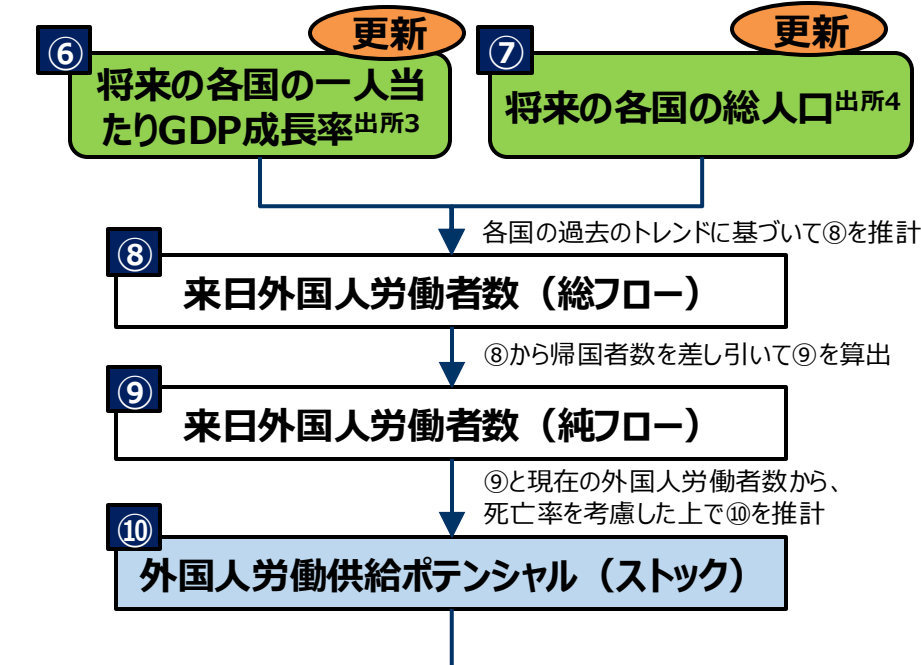 更新
⑥
将来の各国の一人当
たりGDP成長率出所3
更新
⑦
将来の各国の総人口出所4
各国の過去のトレンドに基づいて⑧を推計
⑧
来日外国人労働者数（総フロー）
⑧から帰国者数を差し引いて⑨を算出
⑨
来日外国人労働者数（純フロー）
⑨と現在の外国人労働者数から、
死亡率を考慮した上で⑩を推計
⑩
外国人労働供給ポテンシャル（ストック）